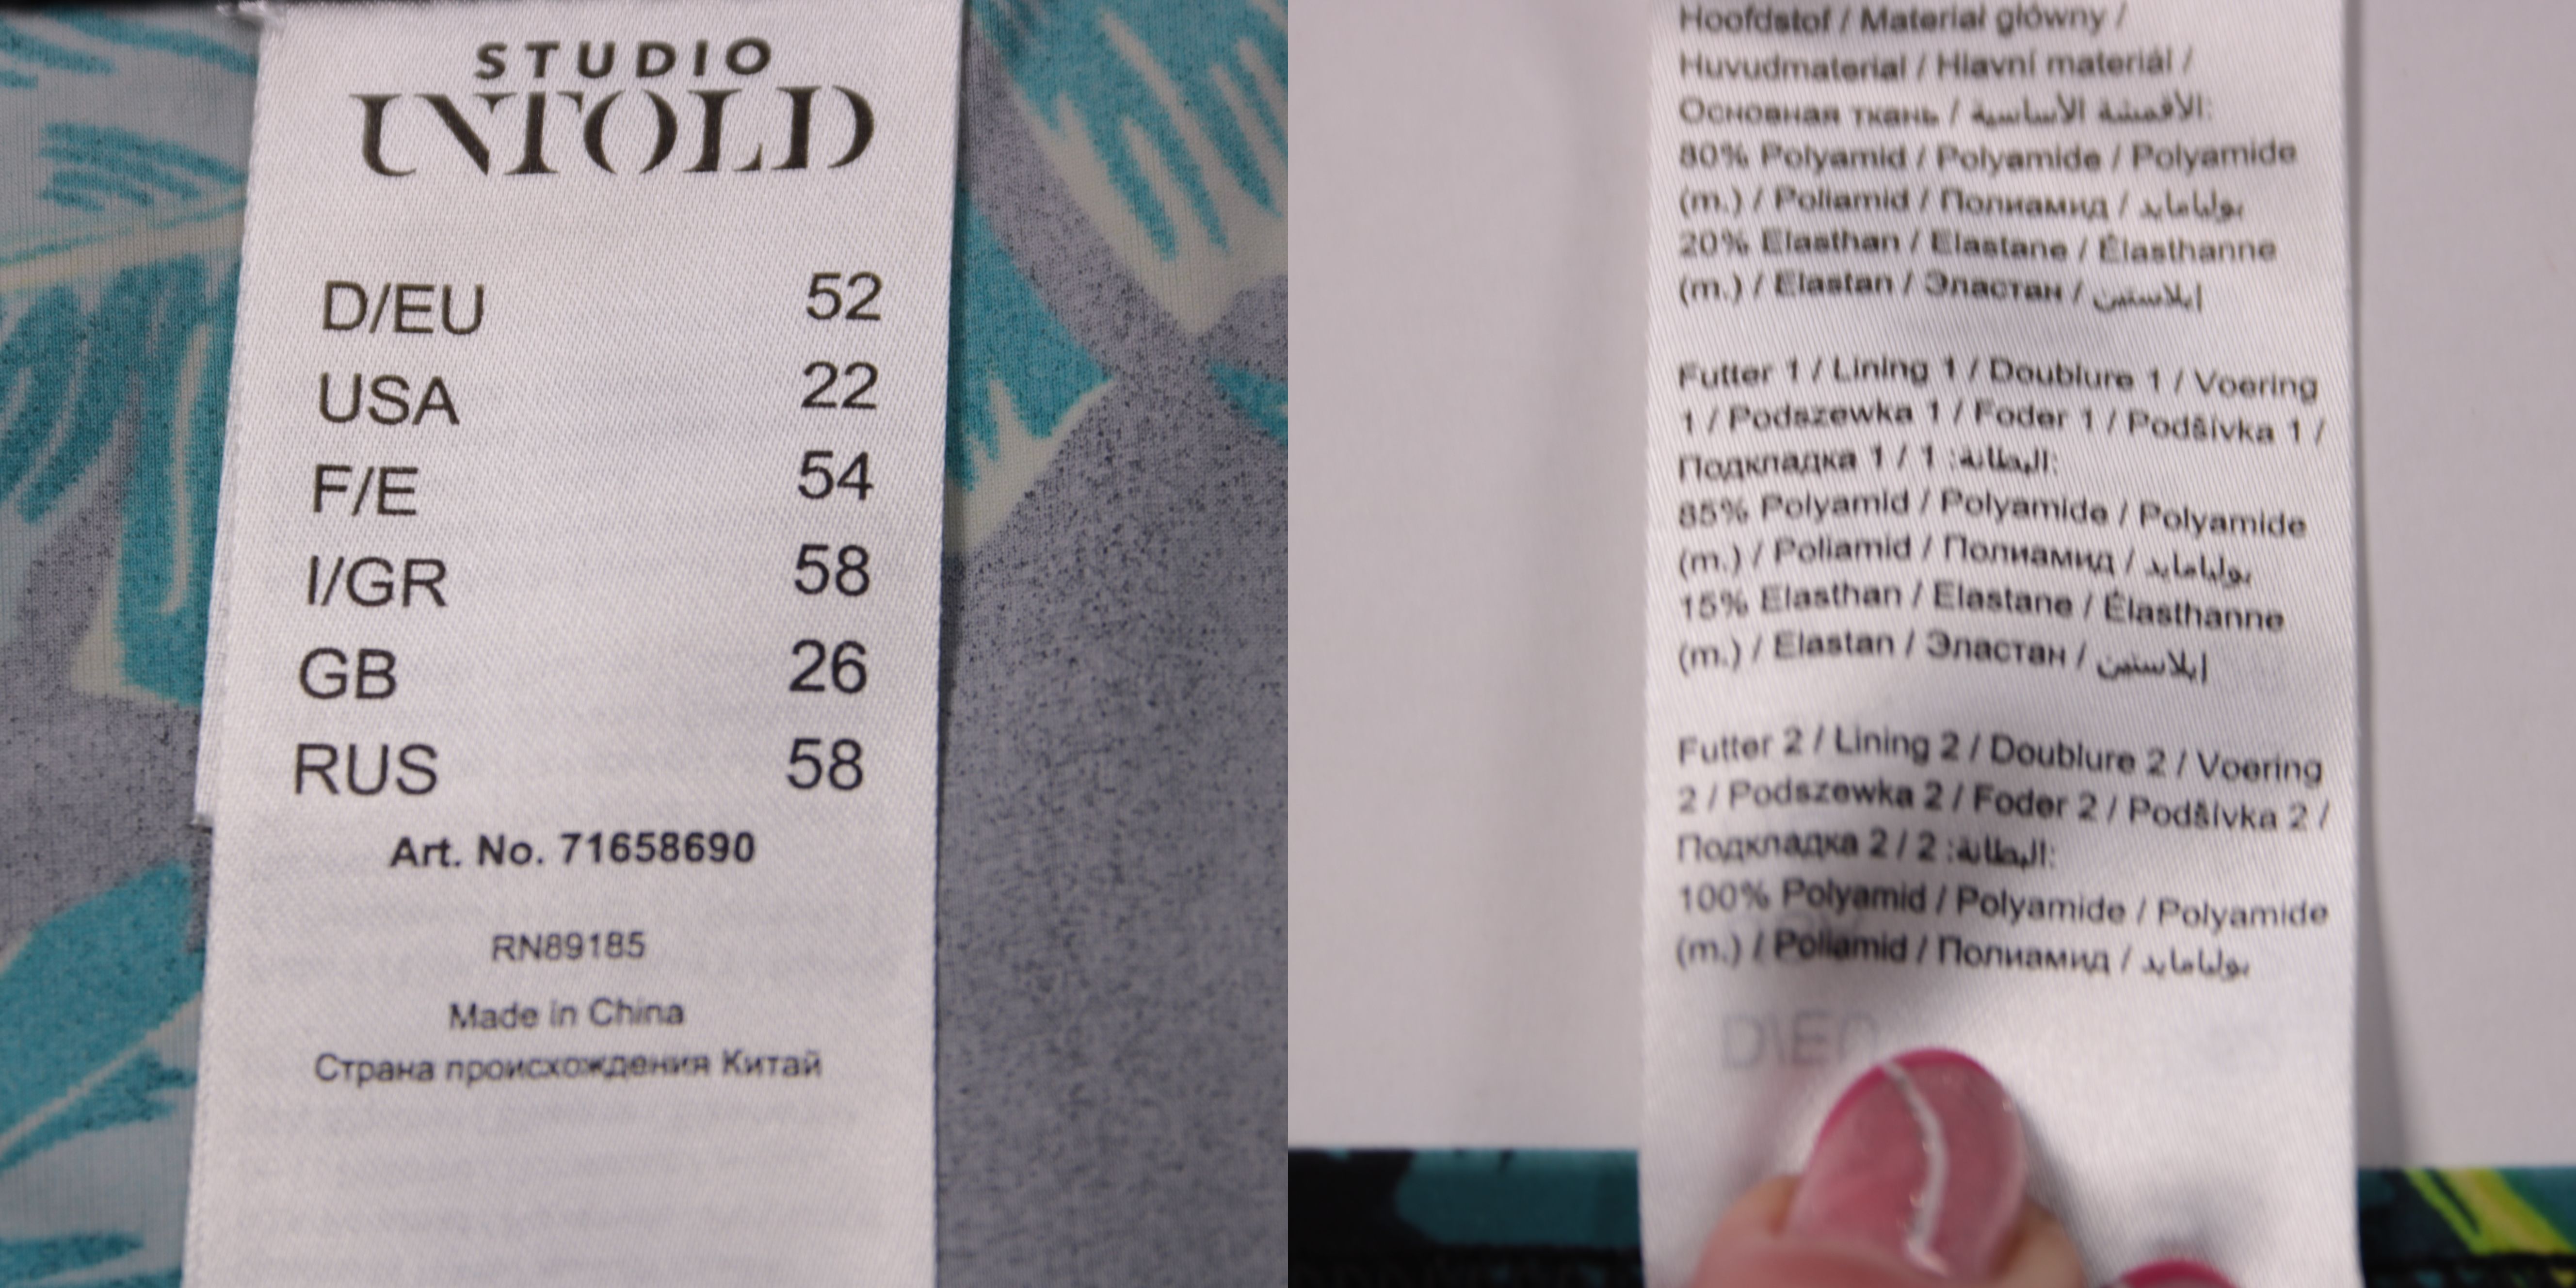 STUDIO
UNTOLD
D/EU 52
USA 22
F/E 54
I/GR 58
GB 26
RUS 58
Art. No. 71658690
RN89185
Made in China
Страна происхождения Китай
Hoofdstof / Materiał główny /
Huvudmaterial / Hlavní materiál /
Основная ткань / الاقمشة الاساسية:
80% Polyamid / Polyamide / Polyamide
(m.) / Poliamid / Полиамид / بولياميد
20% Elasthan / Elastane / Élasthanne
(m.) / Elastan / Эластан / إيلاستين
Futter 1 / Lining 1 / Doublure 1 / Voering
1 / Podszewka 1 / Foder 1 / Podšívka 1 /
Подкладка 1 / 1 :البطانة:
85% Polyamid / Polyamide / Polyamide
(m.) / Poliamid / Полиамид / بولياميد
15% Elasthan / Elastane / Élasthanne
(m.) / Elastan / Эластан / إيلاستين
Futter 2 / Lining 2 / Doublure 2 / Voering
2 / Podszewka 2 / Foder 2 / Podšívka 2 /
Подкладка 2 / 2 :البطانة:
100% Polyamid / Polyamide / Polyamide
(m.) / Poliamid / Полиамид / بولياميد